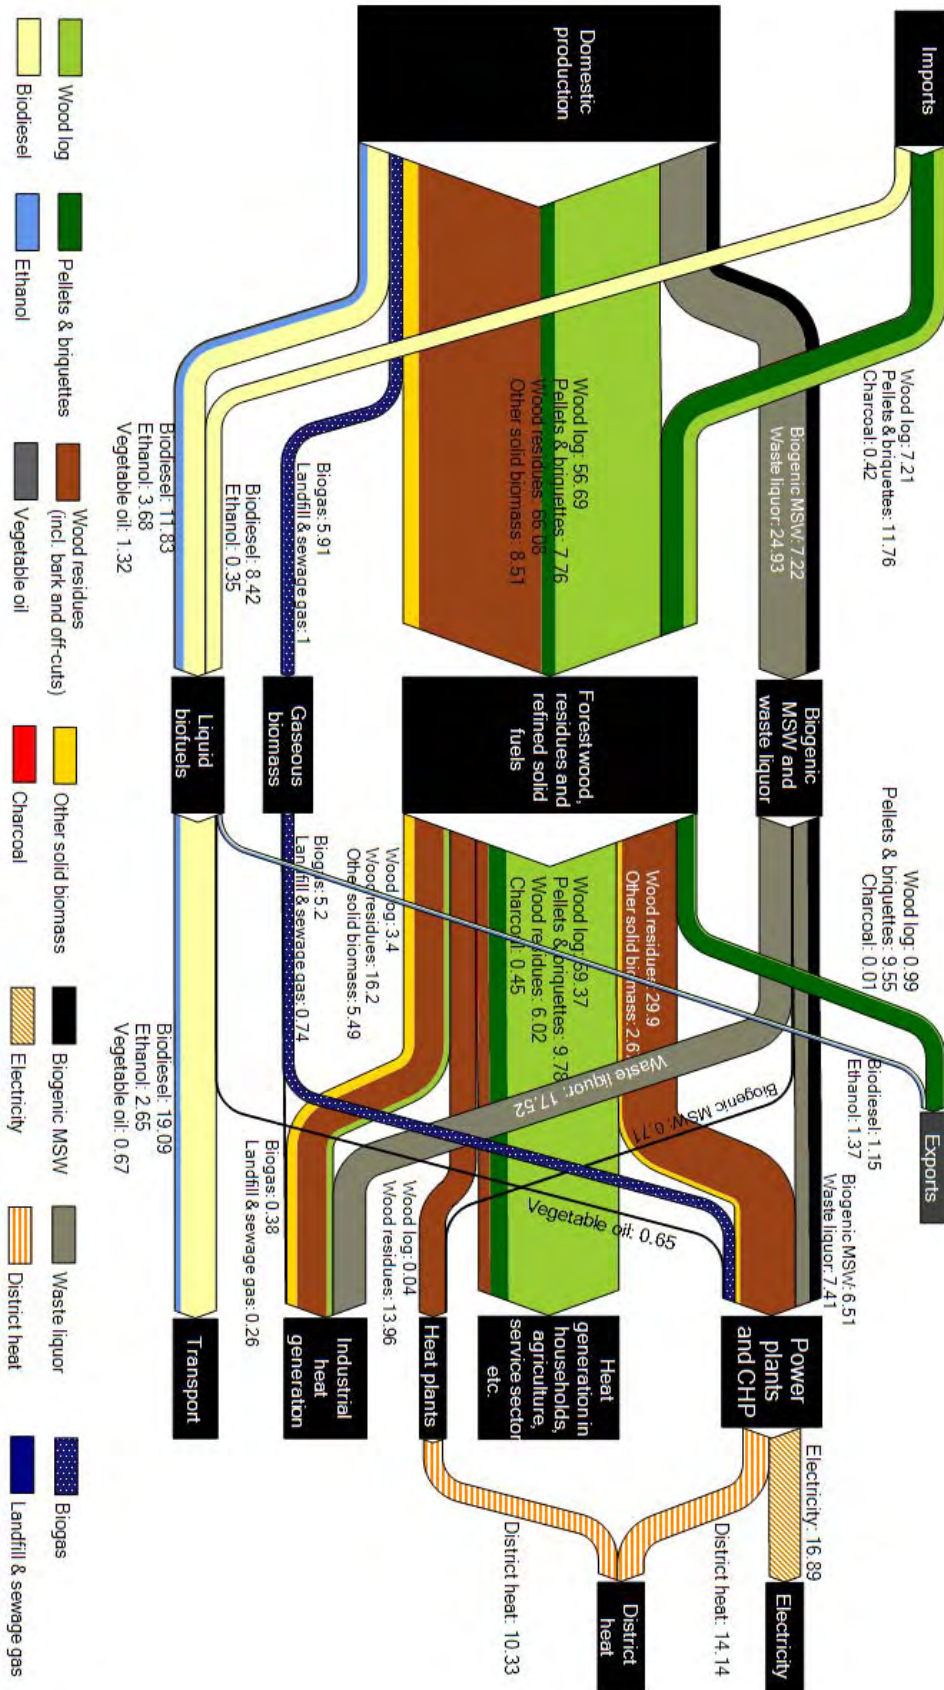 Imports
Domestic
production
Wood log: 7.21
Pellets & briquettes: 11.76
Charcoal: 0.42
Biogenic MSW: 7.22
Waste liquor: 24.93
Wood log: 56.69
Pellets & briquettes: 7.76
Wood residues: 66.08
Other solid biomass: 8.51
Biogas: 5.91
Landfill & sewage gas: 1
Biodiesel: 8.42
Ethanol: 0.35
Biodiesel: 11.83
Ethanol: 3.68
Vegetable oil: 1.32
Biogenic
MSW and
waste liquor
Forestwood,
residues and
refined solid
fuels
Gaseous
biomass
Liquid
biofuels
Wood log: 0.99
Pellets & briquettes: 9.55
Charcoal: 0.01
Biodiesel: 1.15
Ethanol: 1.37
Exports
Biogenic MSW: 6.51
Waste liquor: 7.41
Wood residues: 29.9
Other solid biomass: 2.6
Waste liquor: 17.52
Biogenic MSW: 0.71
Vegetable oil: 0.65
Wood log: 59.37
Pellets & briquettes: 9.78
Wood residues: 6.02
Charcoal: 0.45
Wood log: 3.4
Wood residues: 16.2
Other solid biomass: 5.49
Biogas: 5.2
Landfill & sewage gas: 0.74
Wood log: 0.04
Wood residues: 13.96
Biogas: 0.38
Landfill & sewage gas: 0.26
Biodiesel: 19.09
Ethanol: 2.65
Vegetable oil: 0.67
Power
plants
and CHP
Heat
generation in
households,
agriculture,
service sector
etc.
Heat plants
Industrial
heat
generation
Transport
Electricity: 16.89
District heat: 14.14
District heat: 10.33
Electricity
District
heat
Wood log
Pellets & briquettes
Wood residues
(incl. bark and off-cuts)
Other solid biomass
Biogenic MSW
Waste liquor
Biogas
Biodiesel
Ethanol
Vegetable oil
Charcoal
Electricity
District heat
Landfill & sewage gas